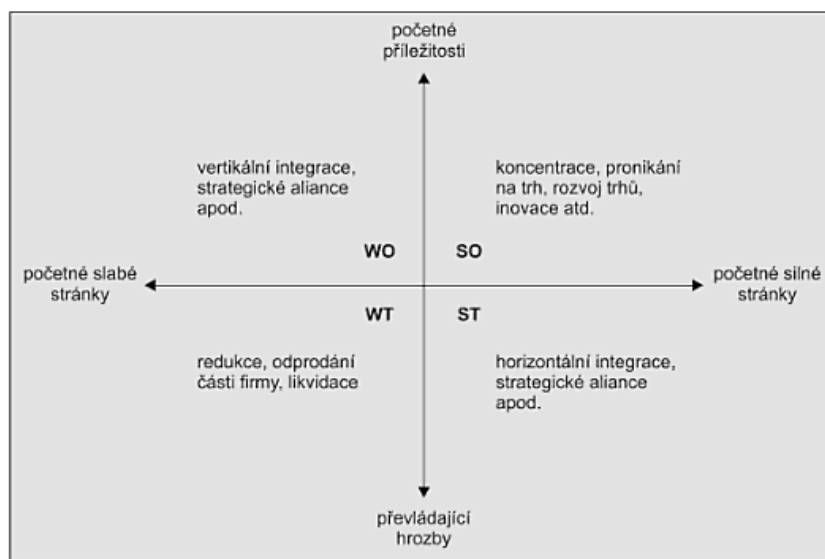 početné
příležitosti
vertikální integrace,
strategické aliance
apod.
koncentrace, pronikání
na trh, rozvoj trhů,
inovace atd.
WO
SO
početné slabé
stránky
početné silné
stránky
WT
ST
redukce, odprodání
části firmy, likvidace
horizontální integrace,
strategické aliance
apod.
převládající
hrozby